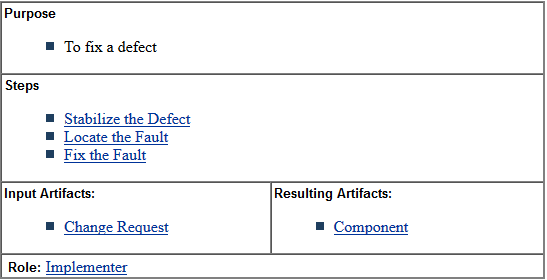 Purpose
To fix a defect
Steps
Stabilize the Defect
Locate the Fault
Fix the Fault
Input Artifacts:
Change Request
Resulting Artifacts:
Component
Role: Implementer